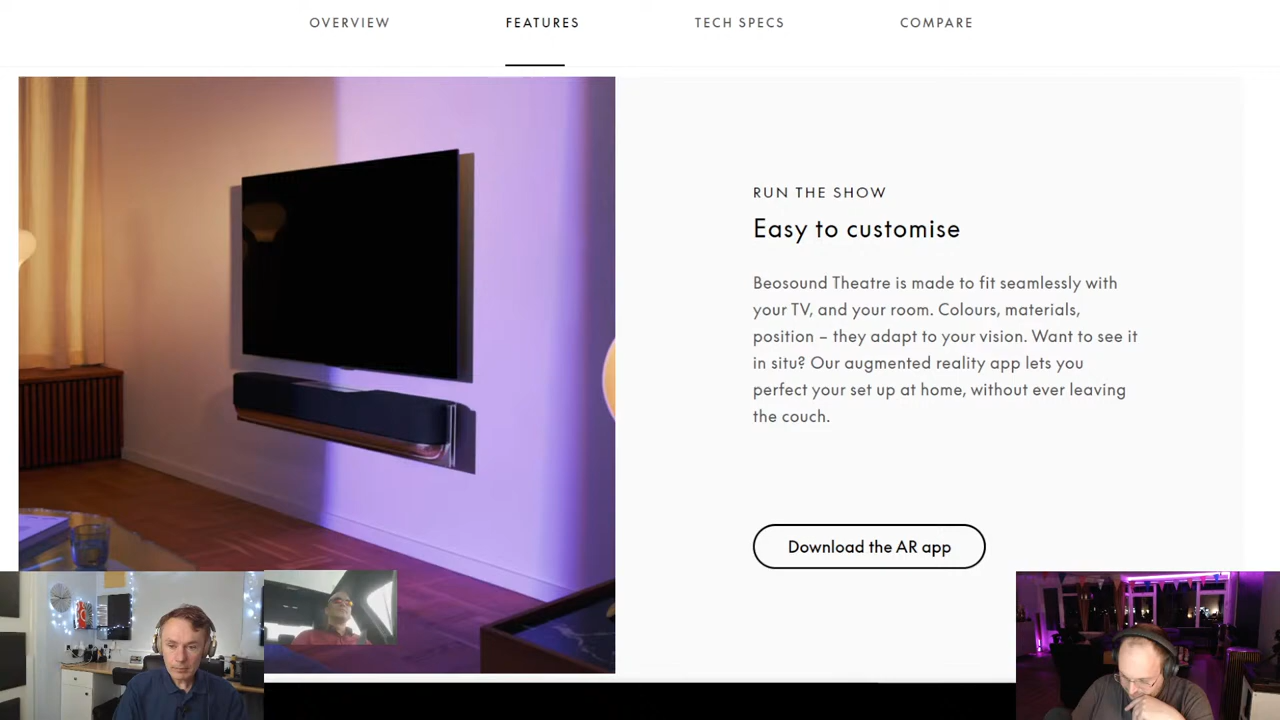 OVERVIEW
FEATURES
TECH SPECS
COMPARE
RUN THE SHOW
Easy to customise
Beosound Theatre is made to fit seamlessly with
your TV, and your room. Colours, materials,
position – they adapt to your vision. Want to see it
in situ? Our augmented reality app lets you
perfect your set up at home, without ever leaving
the couch.
Download the AR app